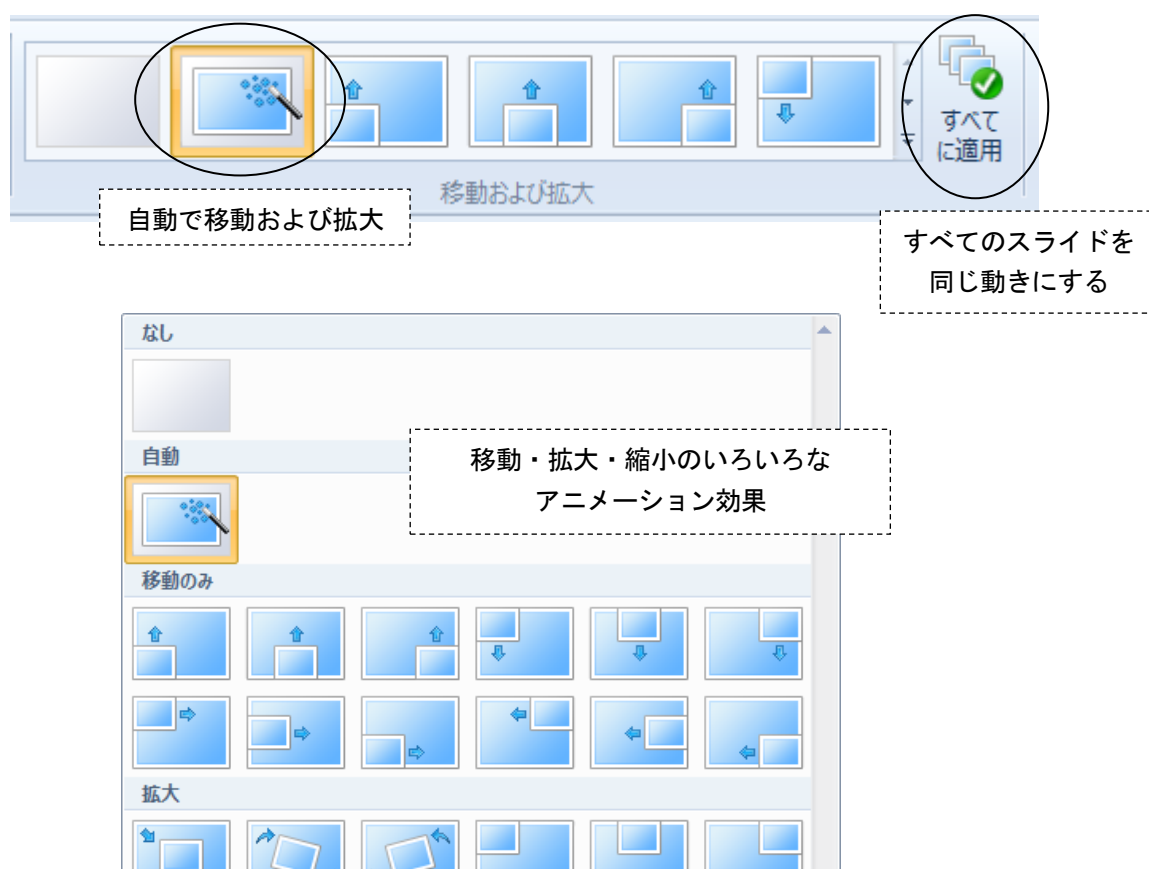 すべて
に適用
移動および拡大
自動で移動および拡大
すべてのスライドを
同じ動きにする
なし
自動
移動・拡大・縮小のいろいろな
アニメーション効果
移動のみ
拡大